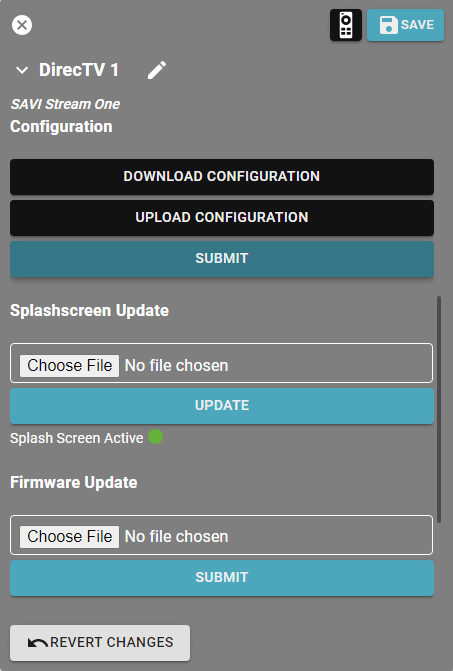 SAVE
DirecTV 1
SAVI Stream One
Configuration
DOWNLOAD CONFIGURATION
UPLOAD CONFIGURATION
SUBMIT
Splashscreen Update
Choose File No file chosen
UPDATE
Splash Screen Active
Firmware Update
Choose File No file chosen
SUBMIT
REVERT CHANGES